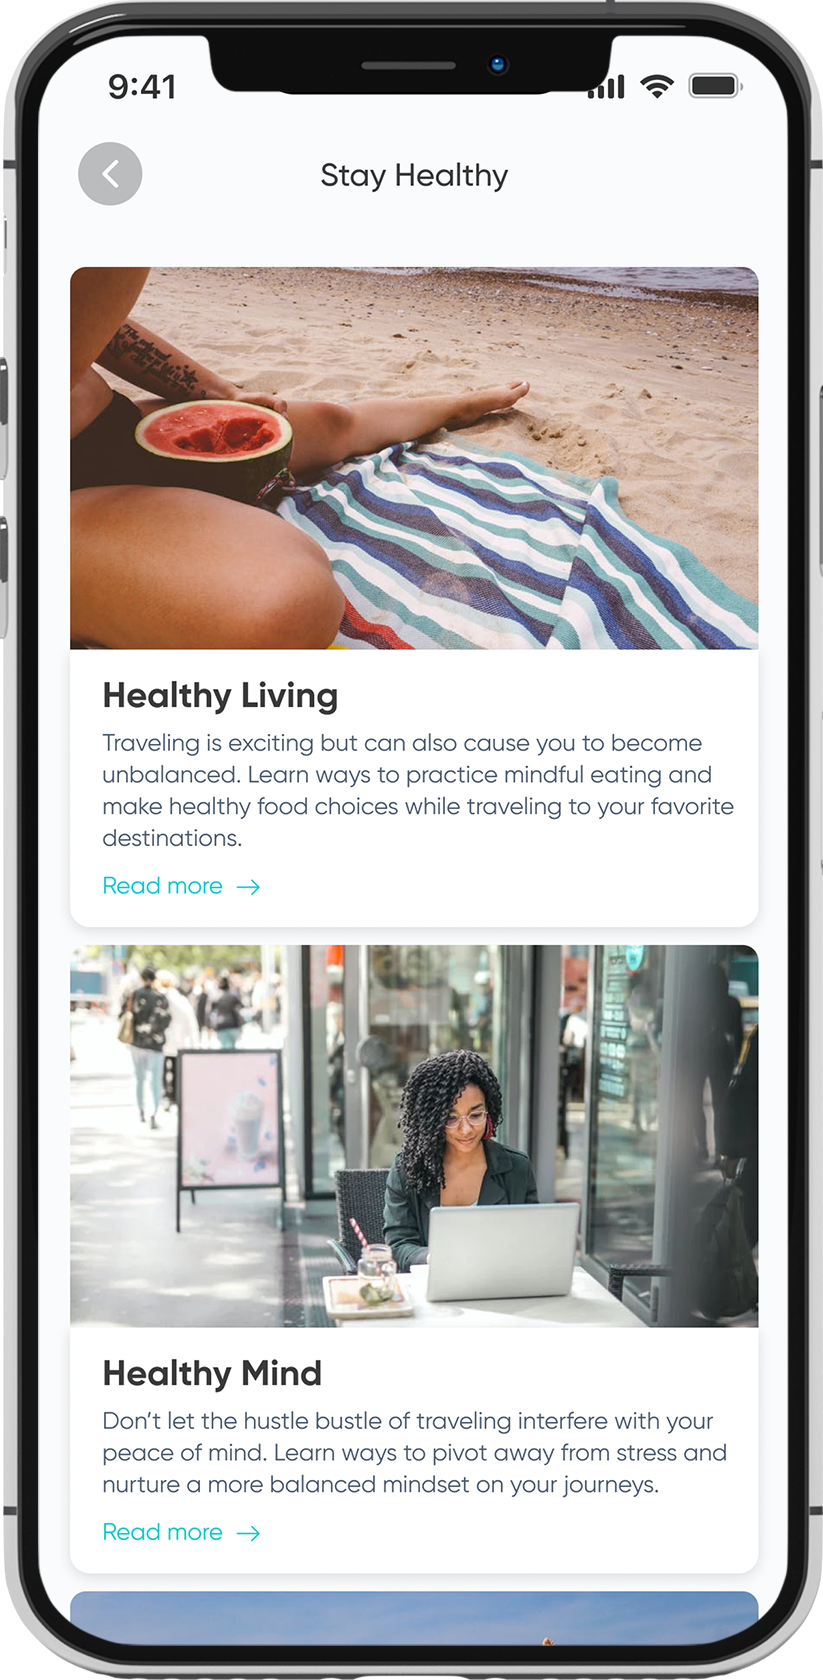 9:41
Stay Healthy
Healthy Living
Traveling is exciting but can also cause you to become
unbalanced. Learn ways to practice mindful eating and
make healthy food choices while traveling to your favorite
destinations.
Read more →
Healthy Mind
Don’t let the hustle bustle of traveling interfere with your
peace of mind. Learn ways to pivot away from stress and
nurture a more balanced mindset on your journeys.
Read more →